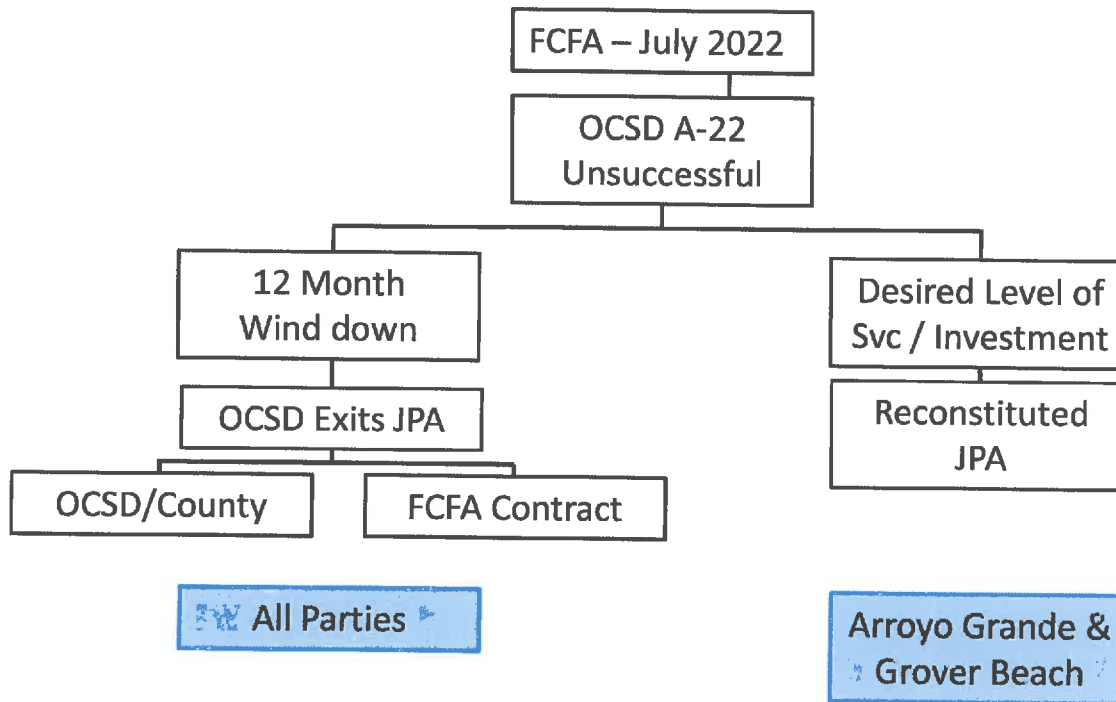 FCFA – July 2022
OCSD A-22
Unsuccessful
12 Month
Wind down
Desired Level of
Svc / Investment
OCSD Exits JPA
Reconstituted
JPA
OCSD/County
FCFA Contract
All Parties
Arroyo Grande &
Grover Beach